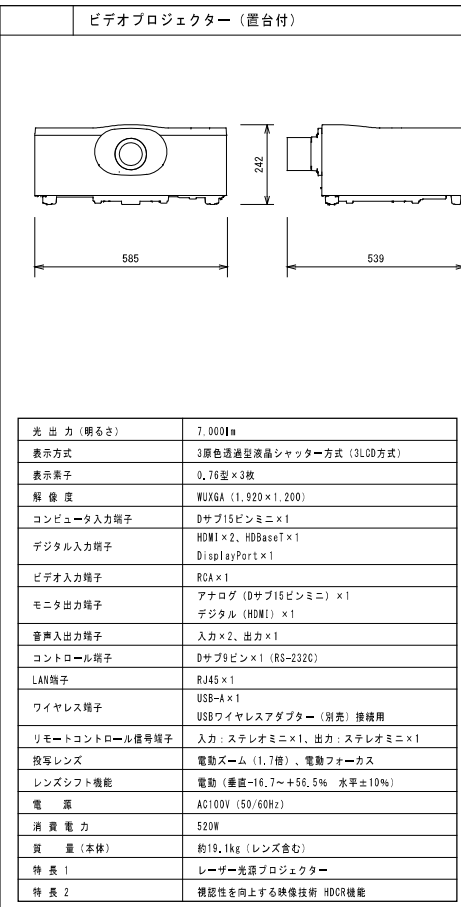 ビデオプロジェクター（置台付）
242
585
539
光 出 力（明るさ） 7,000lm
表示方式 3原色透過型液晶シャッター方式（3LCD方式）
表示素子 0.76型×3枚
解 像 度 WUXGA（1,920×1,200）
コンピュータ入力端子 Dサブ15ピンミニ×1
デジタル入力端子 HDMI×2、HDBaseT×1
DisplayPort×1
ビデオ入力端子 RCA×1
モニタ出力端子 アナログ（Dサブ15ピンミニ）×1
デジタル（HDMI）×1
音声入出力端子 入力×2、出力×1
コントロール端子 Dサブ9ピン×1（RS-232C）
LAN端子 RJ45×1
ワイヤレス端子 USB-A×1
USBワイヤレスアダプター（別売）接続用
リモートコントロール信号端子 入力：ステレオミニ×1、出力：ステレオミニ×1
投写レンズ 電動ズーム（1.7倍）、電動フォーカス
レンズシフト機能 電動（垂直-16.7～+56.5% 水平±10%）
電 源 AC100V（50/60Hz）
消 費 電 力 520W
質 量（本体） 約19.1kg（レンズ含む）
特 長 1 レーザー光源プロジェクター
特 長 2 視認性を向上する映像技術 HDCR機能